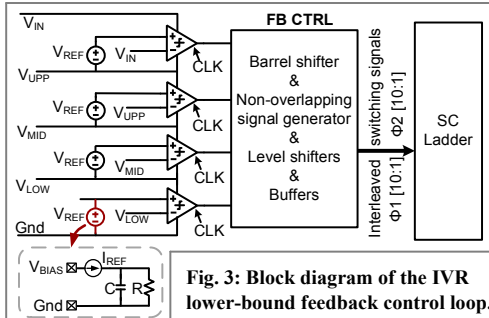 FB CTRL
V_IN
V_REF
V_IN
CLK
V_UPP
V_REF
V_UPP
CLK
V_MID
V_REF
V_MID
CLK
V_LOW
V_REF
V_LOW
CLK
Gnd
Barrel shifter
&
Non-overlapping
signal generator
&
Level shifters
&
Buffers
Interleaved switching signals
Φ1 [10:1] Φ2 [10:1]
SC
Ladder
V_BIAS
I_REF
C
R
Gnd
Fig. 3: Block diagram of the IVR
lower-bound feedback control loop.